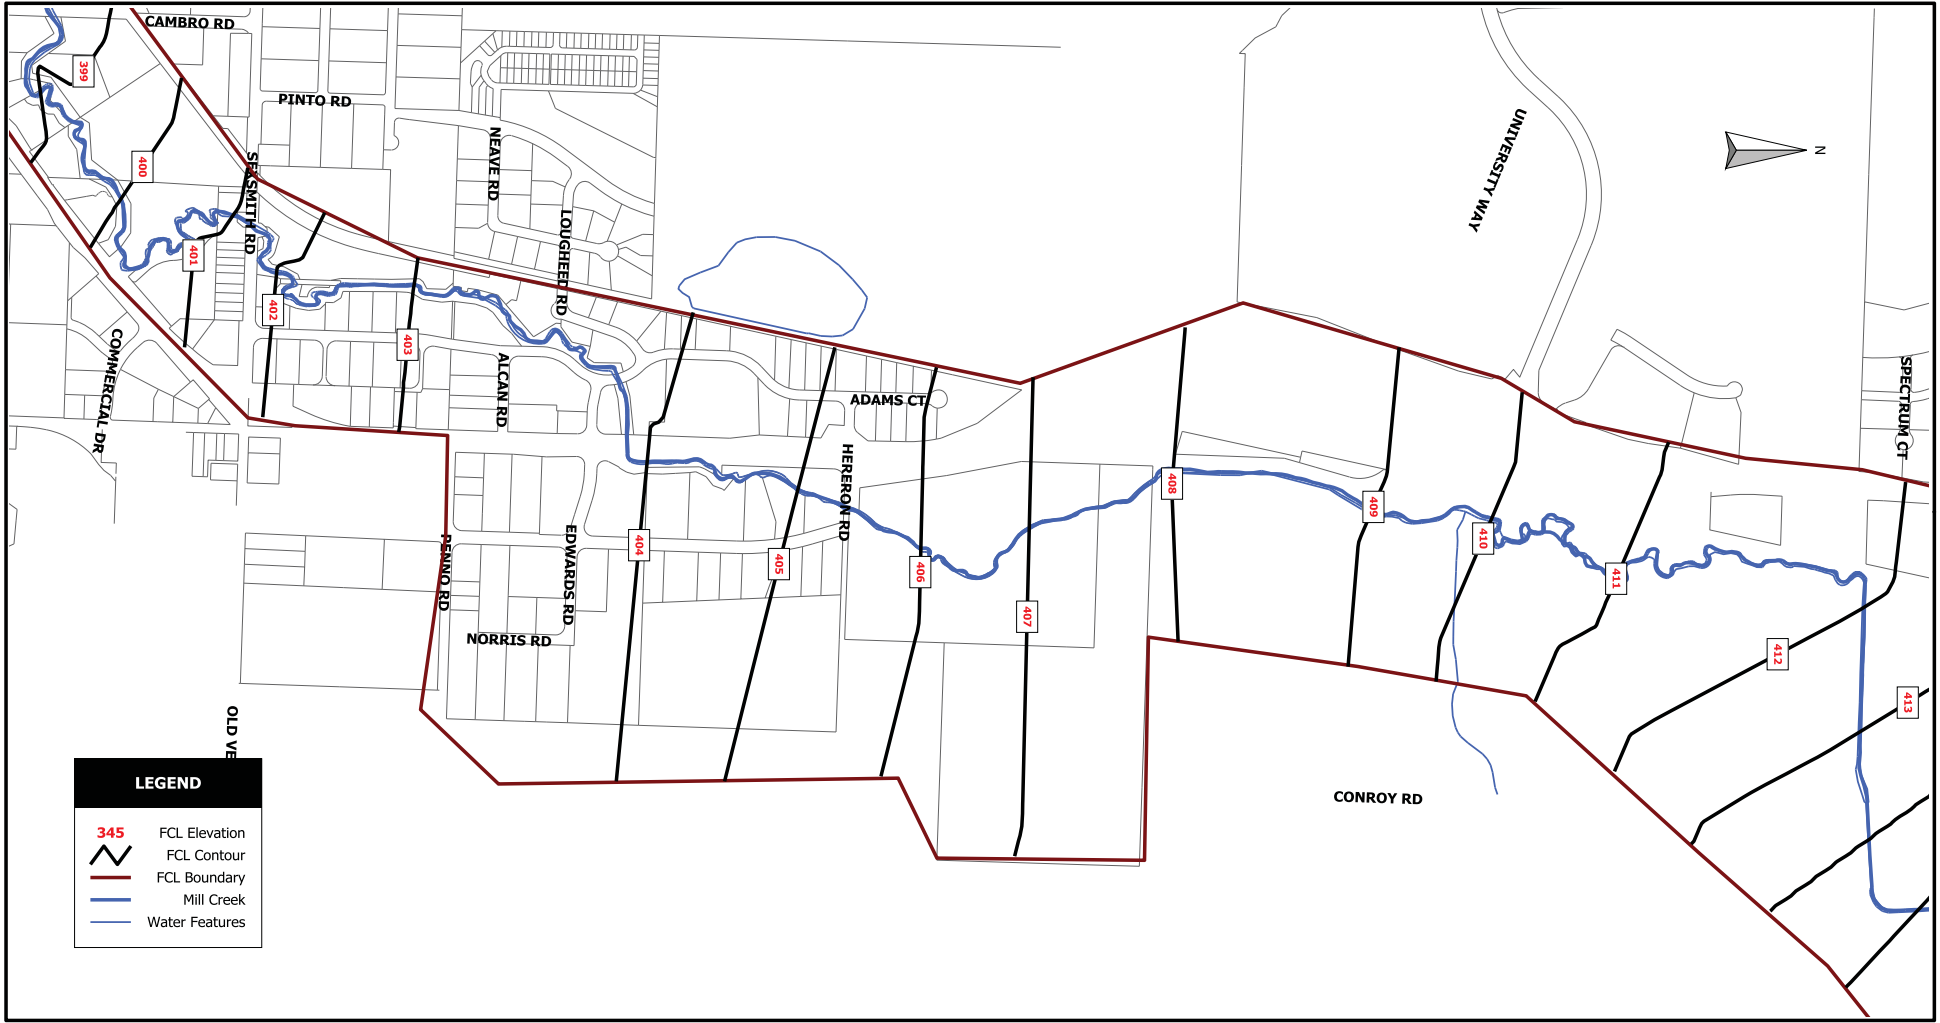 CAMBRO RD
399
PINTO RD
NEAVE RD
UNIVERSITY WAY
N
400
SEXSMITH RD
LOUGHEED RD
401
402
403
COMMERCIAL DR
ALCAN RD
ADAMS CT
SPECTRUM CT
HERERON RD
408
409
410
404
405
406
411
407
PENNO RD
EDWARDS RD
NORRIS RD
412
413
OLD VE
CONROY RD
LEGEND
345 FCL Elevation
FCL Contour
FCL Boundary
Mill Creek
Water Features